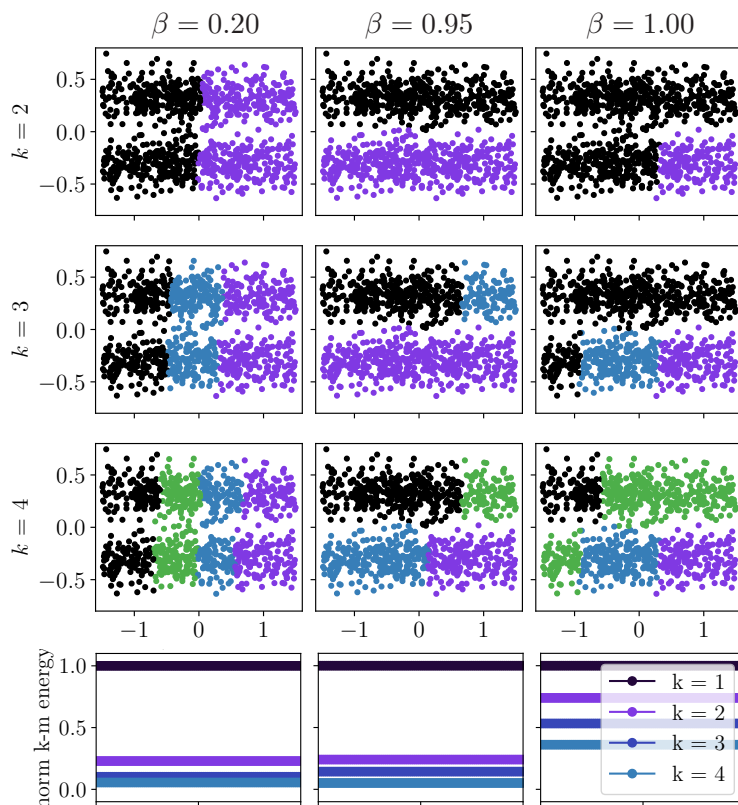 β = 0.20 β = 0.95 β = 1.00
k = 2
0.5
0.0
−0.5
k = 3
0.5
0.0
−0.5
k = 4
0.5
0.0
−0.5
−1 0 1 −1 0 1 −1 0 1
norm k-m energy
1.0
0.5
0.0
k = 1
k = 2
k = 3
k = 4